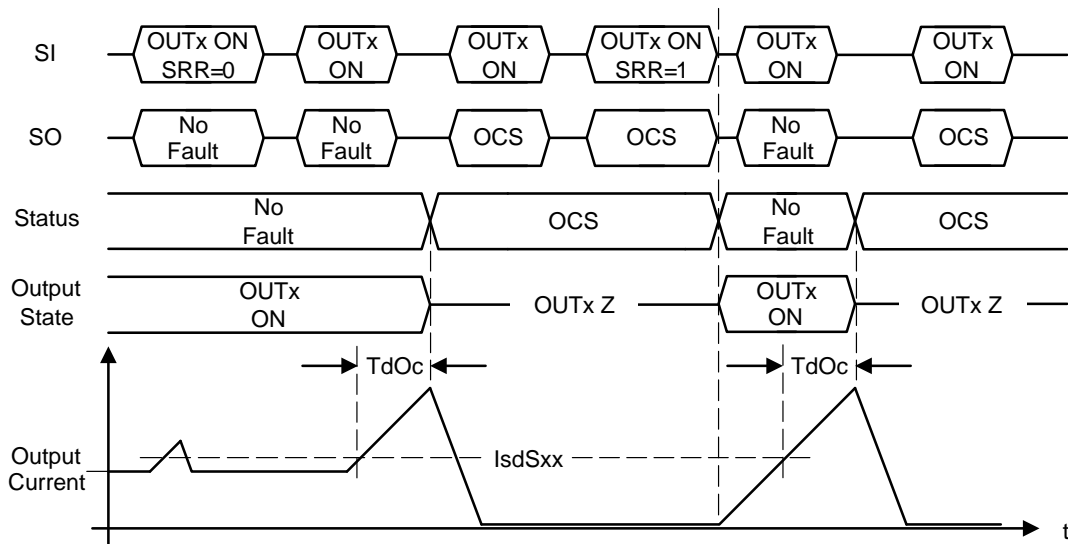 SI
OUTx ON
SRR=0
OUTx
ON
OUTx
ON
OUTx ON
SRR=1
OUTx
ON
OUTx
ON
SO
No
Fault
No
Fault
OCS
OCS
No
Fault
OCS
Status
No
Fault
OCS
No
Fault
OCS
Output
State
OUTx
ON
OUTx Z
OUTx
ON
OUTx Z
TdOc
TdOc
Output
Current
IsdSxx
t